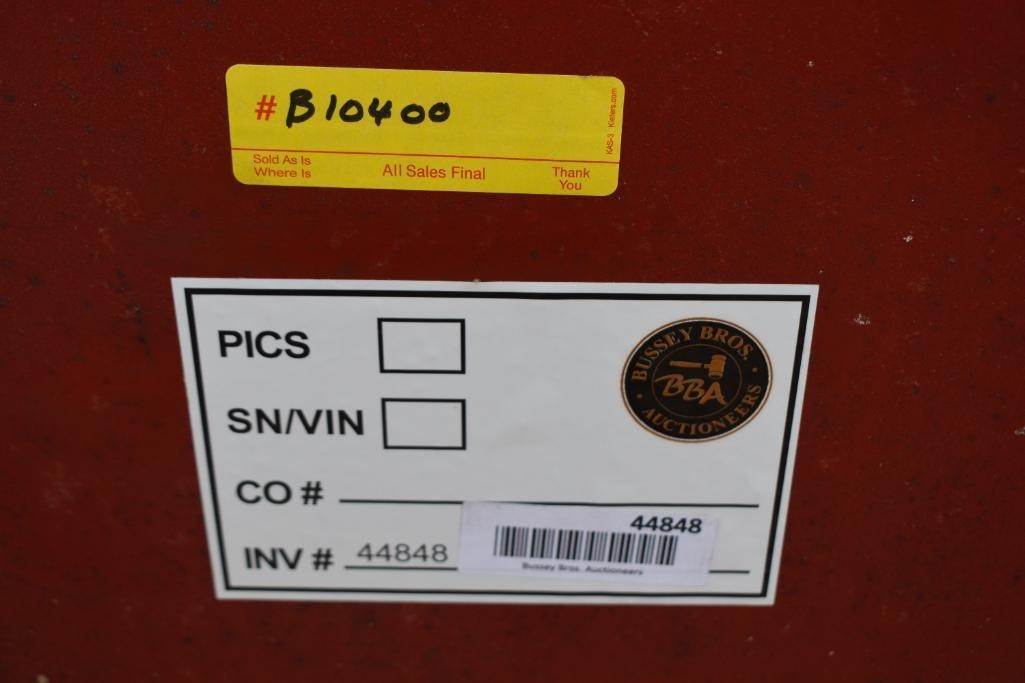 # B10400
KAS-3 Kiefers.com
Sold As Is
Where Is
All Sales Final
Thank
You
PICS
SN/VIN
BUSSEY BROS.
BBA
AUCTIONEERS
CO #
INV # 44848
44848
Bussey Bros. Auctioneers